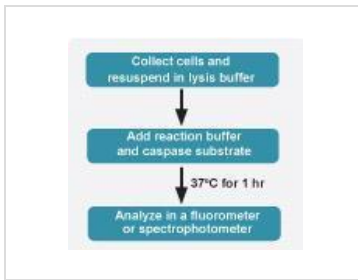 Collect cells and
resuspend in lysis buffer
Add reaction buffer
and caspase substrate
37ºC for 1 hr
Analyze in a fluorometer
or spectrophotometer